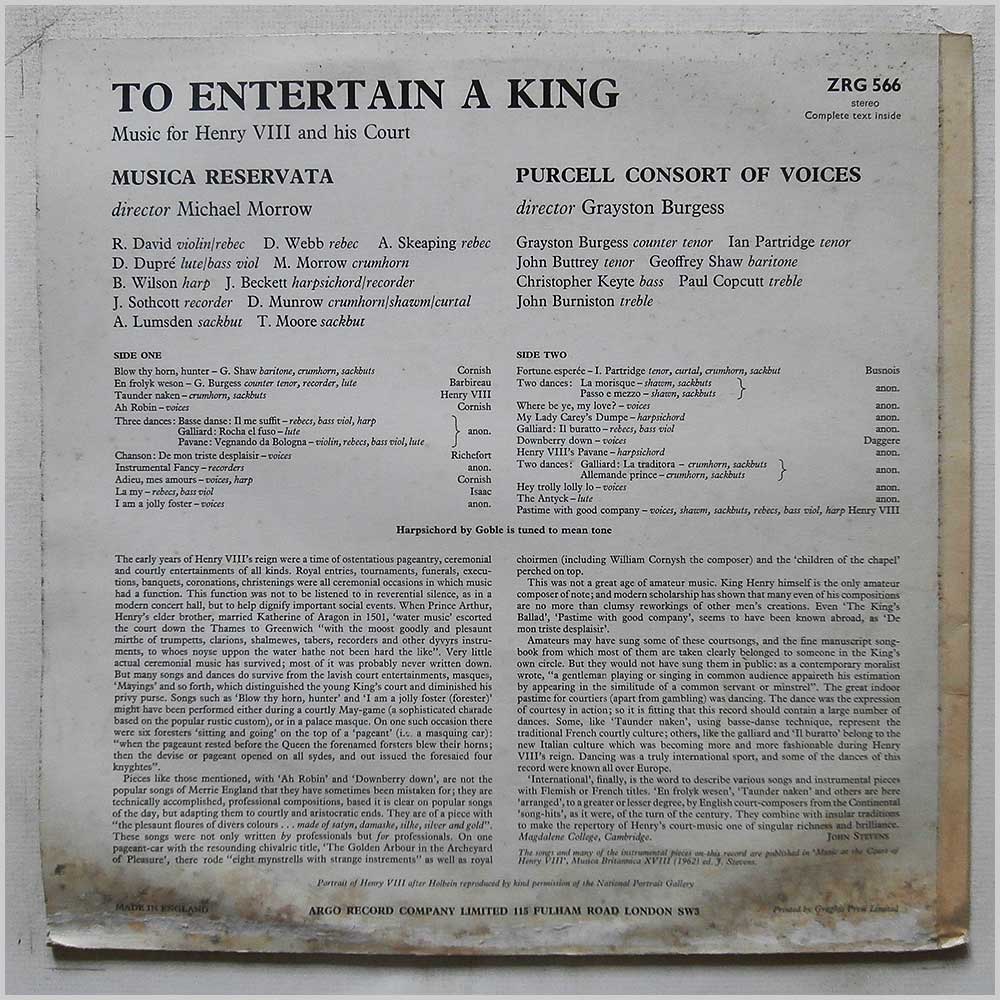 TO ENTERTAIN A KING
Music for Henry VIII and his Court
ZRG 566
stereo
Complete text inside
MUSICA RESERVATA
director Michael Morrow
R. David violin/rebec D. Webb rebec A. Skeaping rebec
D. Dupré lute/bass viol M. Morrow crumhorn
B. Wilson harp J. Beckett harpsichord/recorder
J. Sothcott recorder D. Munrow crumhorn/shawm/curtal
A. Lumsden sackbut T. Moore sackbut
PURCELL CONSORT OF VOICES
director Grayston Burgess
Grayston Burgess counter tenor Ian Partridge tenor
John Buttrey tenor Geoffrey Shaw baritone
Christopher Keyte bass Paul Copcutt treble
John Burniston treble
SIDE ONE
Blow thy horn, hunter – G. Shaw baritone, crumhorn, sackbuts Cornish
En frolyk weson – G. Burgess counter tenor, recorder, lute Barbireau
Taunder naken – crumhorn, sackbuts Henry VIII
Ah Robin – voices Cornish
Three dances: Basse danse: Il me suffit – rebecs, bass viol, harp
Galliard: Rocha el fuso – lute anon.
Pavane: Vegnando da Bologna – violin, rebecs, bass viol, lute
Chanson: De mon triste desplaisir – voices Richefort
Instrumental Fancy – recorders anon.
Adieu, mes amours – voices, harp Cornish
La my – rebecs, bass viol Isaac
I am a jolly foster – voices anon.
SIDE TWO
Fortune esperée – I. Partridge tenor, curtal, crumhorn, sackbut Busnois
Two dances: La morisque – shawm, sackbuts anon.
Passo e mezzo – shawn, sackbuts
Where be ye, my love? – voices anon.
My Lady Carey's Dumpe – harpsichord anon.
Galliard: Il buratto – rebecs, bass viol anon.
Downberry down – voices Daggere
Henry VIII's Pavane – harpsichord anon.
Two dances: Galliard: La traditora – crumhorn, sackbuts anon.
Allemande prince – crumhorn, sackbuts
Hey trolly lolly lo – voices anon.
The Antyck – lute anon.
Pastime with good company – voices, shawm, sackbuts, rebecs, bass viol, harp Henry VIII
Harpsichord by Goble is tuned to mean tone
The early years of Henry VIII's reign were a time of ostentatious pageantry, ceremonial
and courtly entertainments of all kinds. Royal entries, tournaments, funerals, execu-
tions, banquets, coronations, christenings were all ceremonial occasions in which music
had a function. This function was not to be listened to in reverential silence, as in a
modern concert hall, but to help dignify important social events. When Prince Arthur,
Henry's elder brother, married Katherine of Aragon in 1501, 'water music' escorted
the court down the Thames to Greenwich "with the moost goodly and plesaunt
mirthe of trumpetts, clarions, shalmewes, tabers, recorders and other dyvyrs instru-
ments, to whoes noyse uppon the water hathe not been hard the like". Very little
actual ceremonial music has survived; most of it was probably never written down.
But many songs and dances do survive from the lavish court entertainments, masques,
'Mayings' and so forth, which distinguished the young King's court and diminished his
privy purse. Songs such as 'Blow thy horn, hunter' and 'I am a jolly foster (forester)'
might have been performed either during a courtly May-game (a sophisticated charade
based on the popular rustic custom), or in a palace masque. On one such occasion there
were six foresters 'sitting and going' on the top of a 'pageant' (i.e. a masquing car):
"when the pageaunt rested before the Queen the forenamed forsters blew their horns;
then the devise or pageant opened on all sydes, and out issued the foresaied four
knyghtes".
Pieces like those mentioned, with 'Ah Robin' and 'Downberry down', are not the
popular songs of Merrie England that they have sometimes been mistaken for; they are
technically accomplished, professional compositions, based it is clear on popular songs
of the day, but adapting them to courtly and aristocratic ends. They are of a piece with
"the pleasunt floures of divers colours . . . made of satyn, damaske, silke, silver and gold".
These songs were not only written by professionals but for professionals. On one
pageant-car with the resounding chivalric title, 'The Golden Arbour in the Archeyard
of Pleasure', there rode "eight mynstrells with strange instrements" as well as royal
choirmen (including William Cornysh the composer) and the 'children of the chapel'
perched on top.
This was not a great age of amateur music. King Henry himself is the only amateur
composer of note; and modern scholarship has shown that many even of his compositions
are no more than clumsy reworkings of other men's creations. Even 'The King's
Ballad', 'Pastime with good company', seems to have been known abroad, as 'De
mon triste desplaisir'.
Amateurs may have sung some of these courtsongs, and the fine manuscript song-
book from which most of them are taken clearly belonged to someone in the King's
own circle. But they would not have sung them in public: as a contemporary moralist
wrote, "a gentleman playing or singing in common audience appaireth his estimation
by appearing in the similitude of a common servant or minstrel". The great indoor
pastime for courtiers (apart from gambling) was dancing. The dance was the expression
of courtesy in action; so it is fitting that this record should contain a large number of
dances. Some, like 'Taunder naken', using basse-danse technique, represent the
traditional French courtly culture; others, like the galliard and 'Il buratto' belong to the
new Italian culture which was becoming more and more fashionable during Henry
VIII's reign. Dancing was a truly international sport, and some of the dances of this
record were known all over Europe.
'International', finally, is the word to describe various songs and instrumental pieces
with Flemish or French titles. 'En frolyk wesen', 'Taunder naken' and others are here
'arranged', to a greater or lesser degree, by English court-composers from the Continental
'song-hits', as it were, of the turn of the century. They combine with insular traditions
to make the repertory of Henry's court-music one of singular richness and brilliance.
Magdalene College, Cambridge. JOHN STEVENS
The songs and many of the instrumental pieces on this record are published in 'Music at the Court of
Henry VIII', Musica Britannica XVIII (1962) ed. J. Stevens.
Portrait of Henry VIII after Holbein reproduced by kind permission of the National Portrait Gallery
MADE IN ENGLAND
ARGO RECORD COMPANY LIMITED 115 FULHAM ROAD LONDON SW3
Printed by Graphic Press Limited